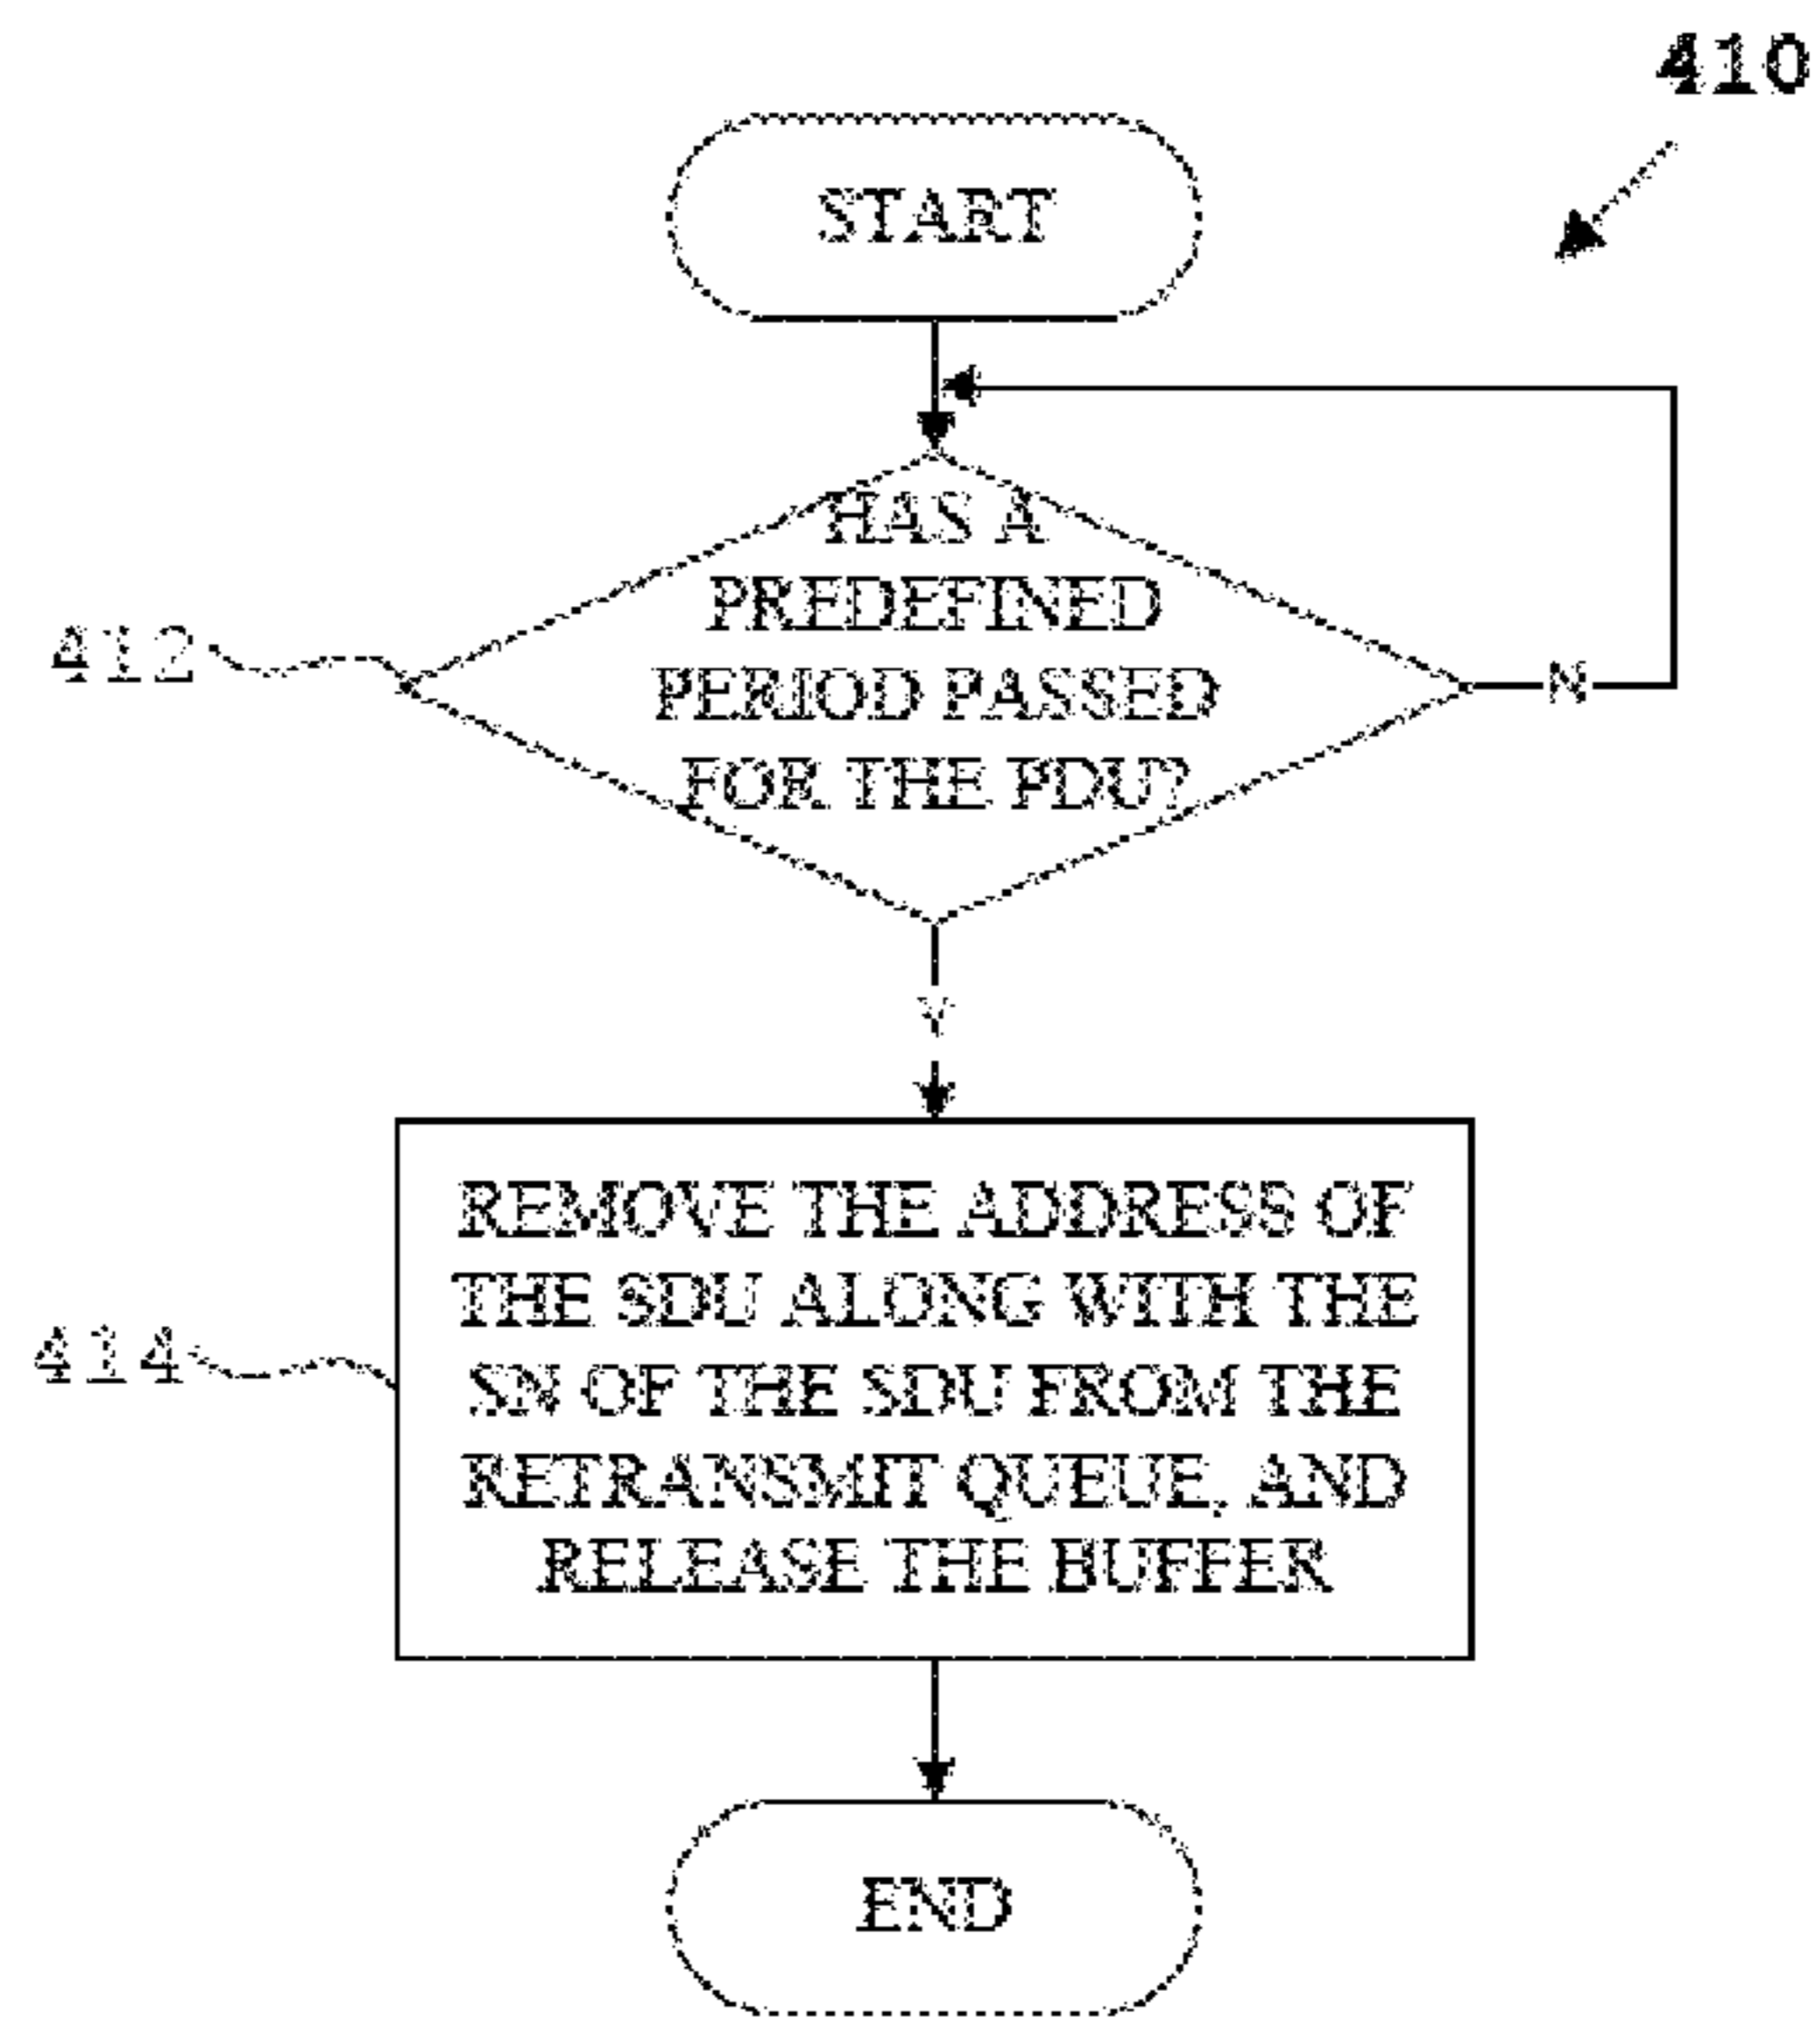 410
START
HAS A
PREDEFINED
PERIOD PASSED
FOR THE PDU?
412
N
Y
REMOVE THE ADDRESS OF
THE SDU ALONG WITH THE
SN OF THE SDU FROM THE
RETRANSMIT QUEUE, AND
RELEASE THE BUFFER
414
END